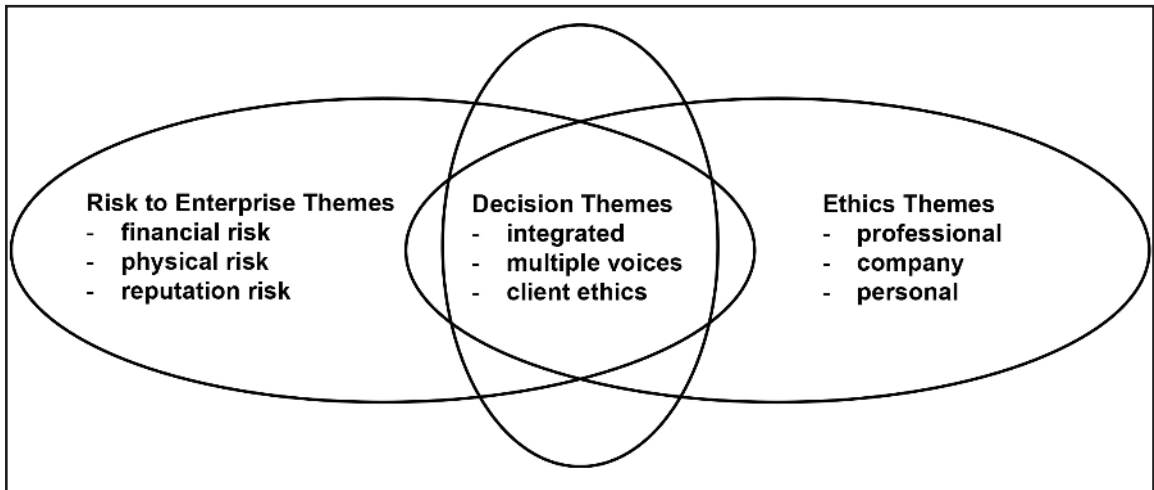 Risk to Enterprise Themes
- financial risk
- physical risk
- reputation risk
Decision Themes
- integrated
- multiple voices
- client ethics
Ethics Themes
- professional
- company
- personal